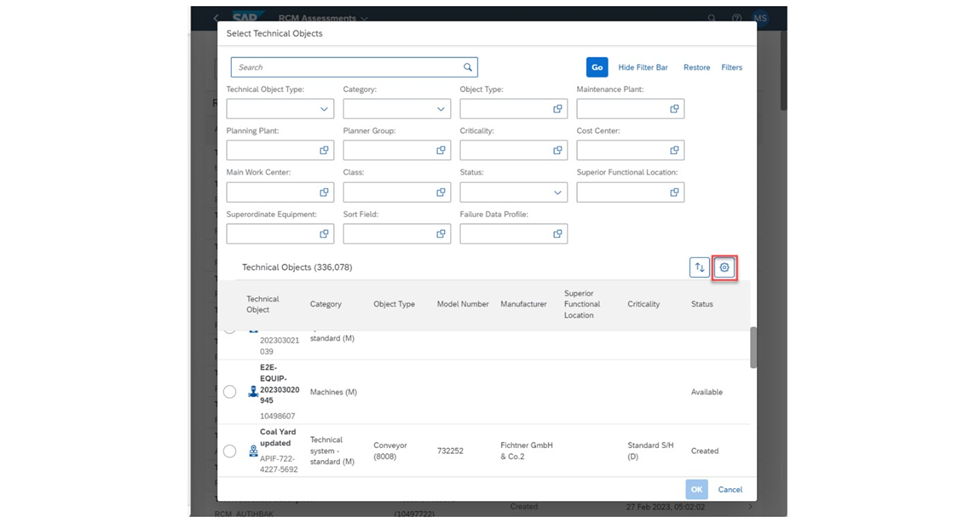 SAP RCM Assessments MS
Select Technical Objects
Search Go Hide Filter Bar Restore Filters
Technical Object Type: Category: Object Type: Maintenance Plant:
Planning Plant: Planner Group: Criticality: Cost Center:
Main Work Center: Class: Status: Superior Functional Location:
Superordinate Equipment: Sort Field: Failure Data Profile:
Technical Objects (336,078)
Technical Object Category Object Type Model Number Manufacturer Superior Functional Location Criticality Status
202303021 standard (M)
039
E2E-
EQUIP-
202303020 Machines (M) Available
945
10498607
Coal Yard
updated
APIF-722-
4227-5692
Technical
system -
standard (M)
Conveyor
(8008)
732252
Fichtner GmbH
& Co.2
Standard S/H
(D)
Created
OK Cancel
RCM_AUTIHBAK (10497722) Created 27 Feb 2023, 05:02:02